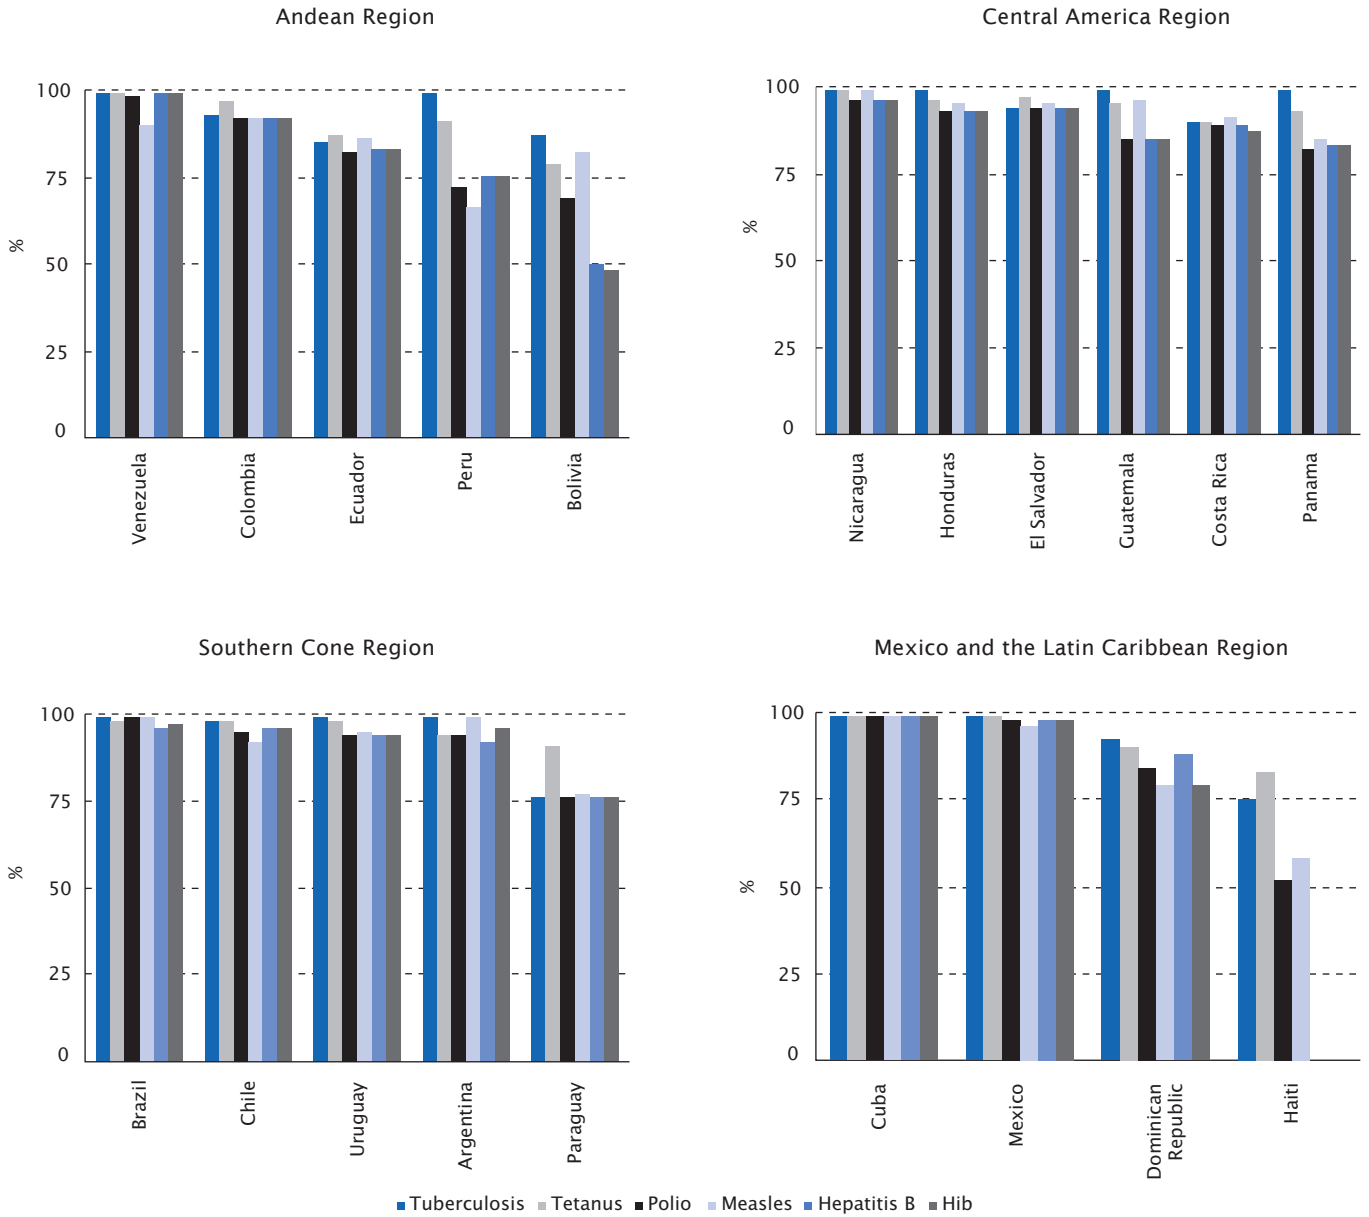 Andean Region
100
75
50
25
0
%
Venezuela
Colombia
Ecuador
Peru
Bolivia
Central America Region
100
75
50
25
0
%
Nicaragua
Honduras
El Salvador
Guatemala
Costa Rica
Panama
Southern Cone Region
100
75
50
25
0
%
Brazil
Chile
Uruguay
Argentina
Paraguay
Mexico and the Latin Caribbean Region
100
75
50
25
0
%
Cuba
Mexico
Dominican
Republic
Haiti
Tuberculosis Tetanus Polio Measles Hepatitis B Hib